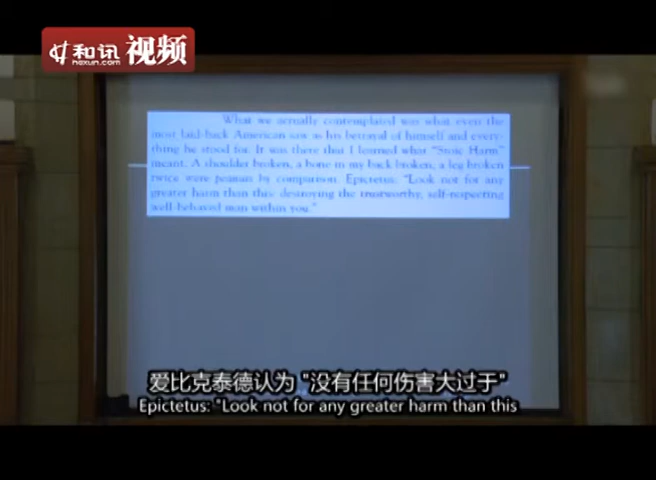 和讯 视频
hexun.com
What we actually contemplated was what even the
most laid-back American saw as his betrayal of himself and every-
thing he stood for. It was there that I learned what "Stoic Harm"
meant. A shoulder broken, a bone in my back broken, a leg broken
twice were peanuts by comparison. Epictetus: "Look not for any
greater harm than this: destroying the trustworthy, self-respecting
well-behaved man within you."
爱比克泰德认为 "没有任何伤害大过于"
Epictetus: "Look not for any greater harm than this